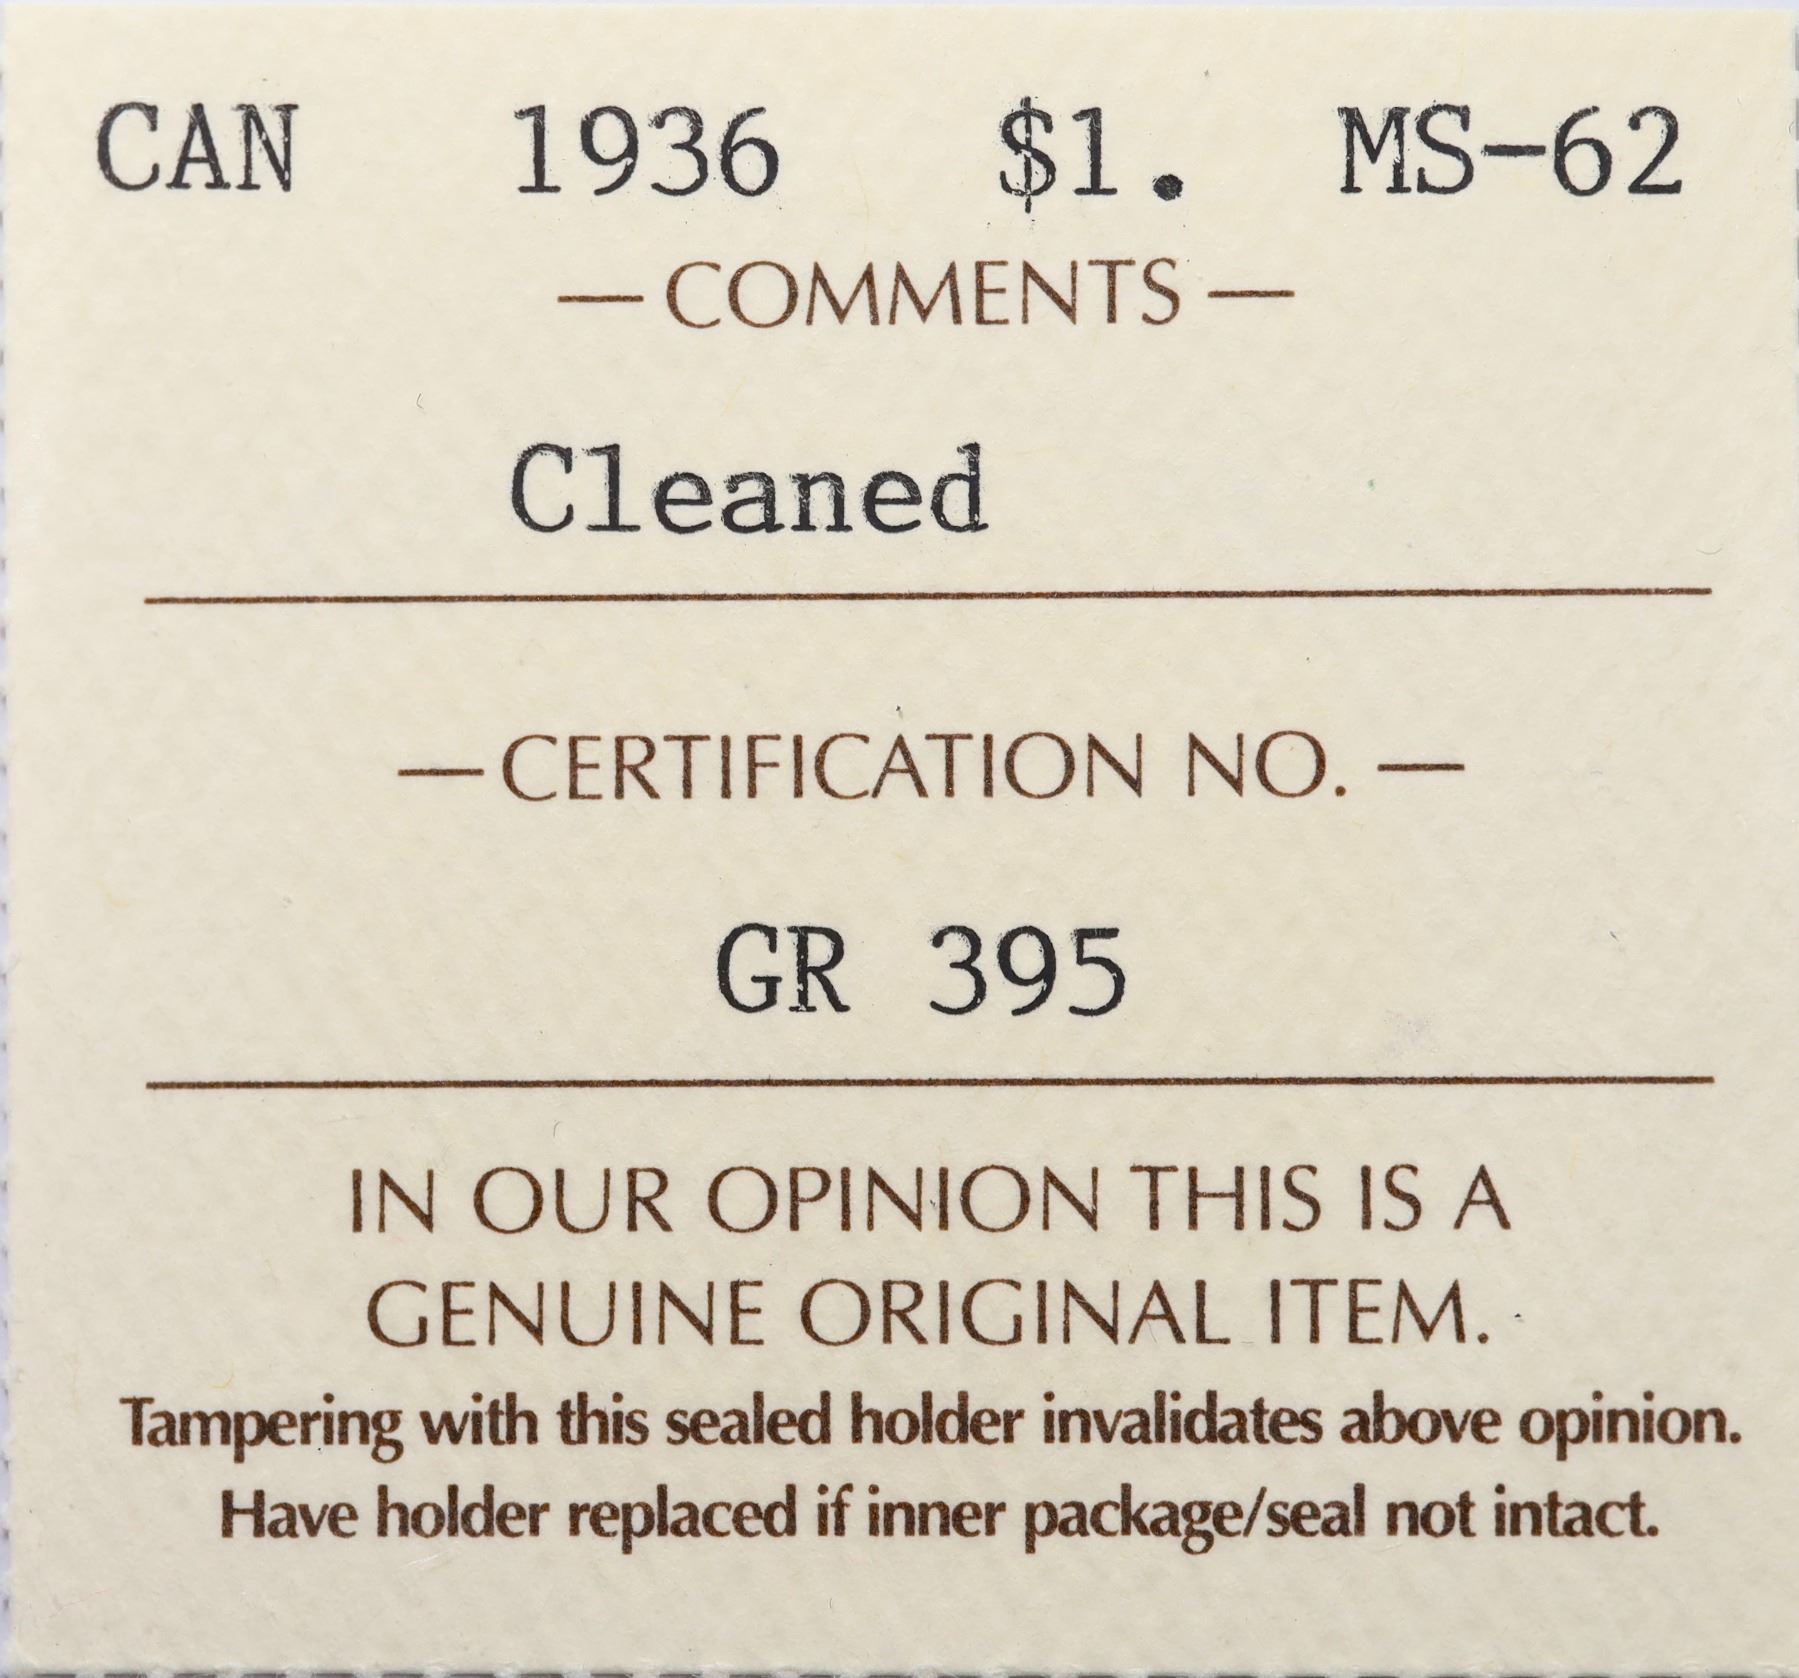 CAN 1936 $1. MS-62
— COMMENTS —
Cleaned
— CERTIFICATION NO. —
GR 395
IN OUR OPINION THIS IS A
GENUINE ORIGINAL ITEM.
Tampering with this sealed holder invalidates above opinion.
Have holder replaced if inner package/seal not intact.